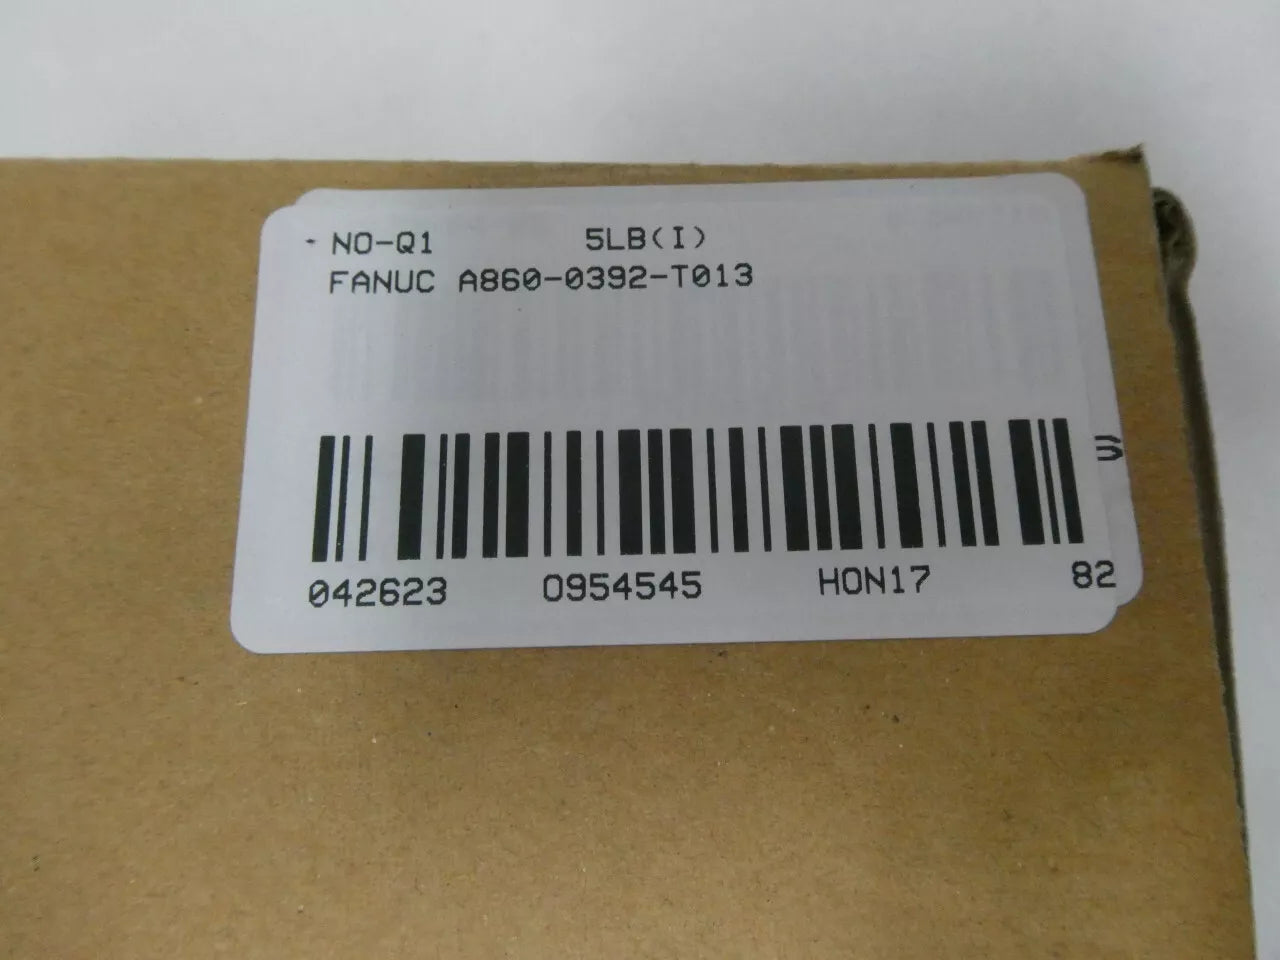 - NO-Q1 5LB(I)
FANUC A860-0392-T013
042623 0954545 HON17 82